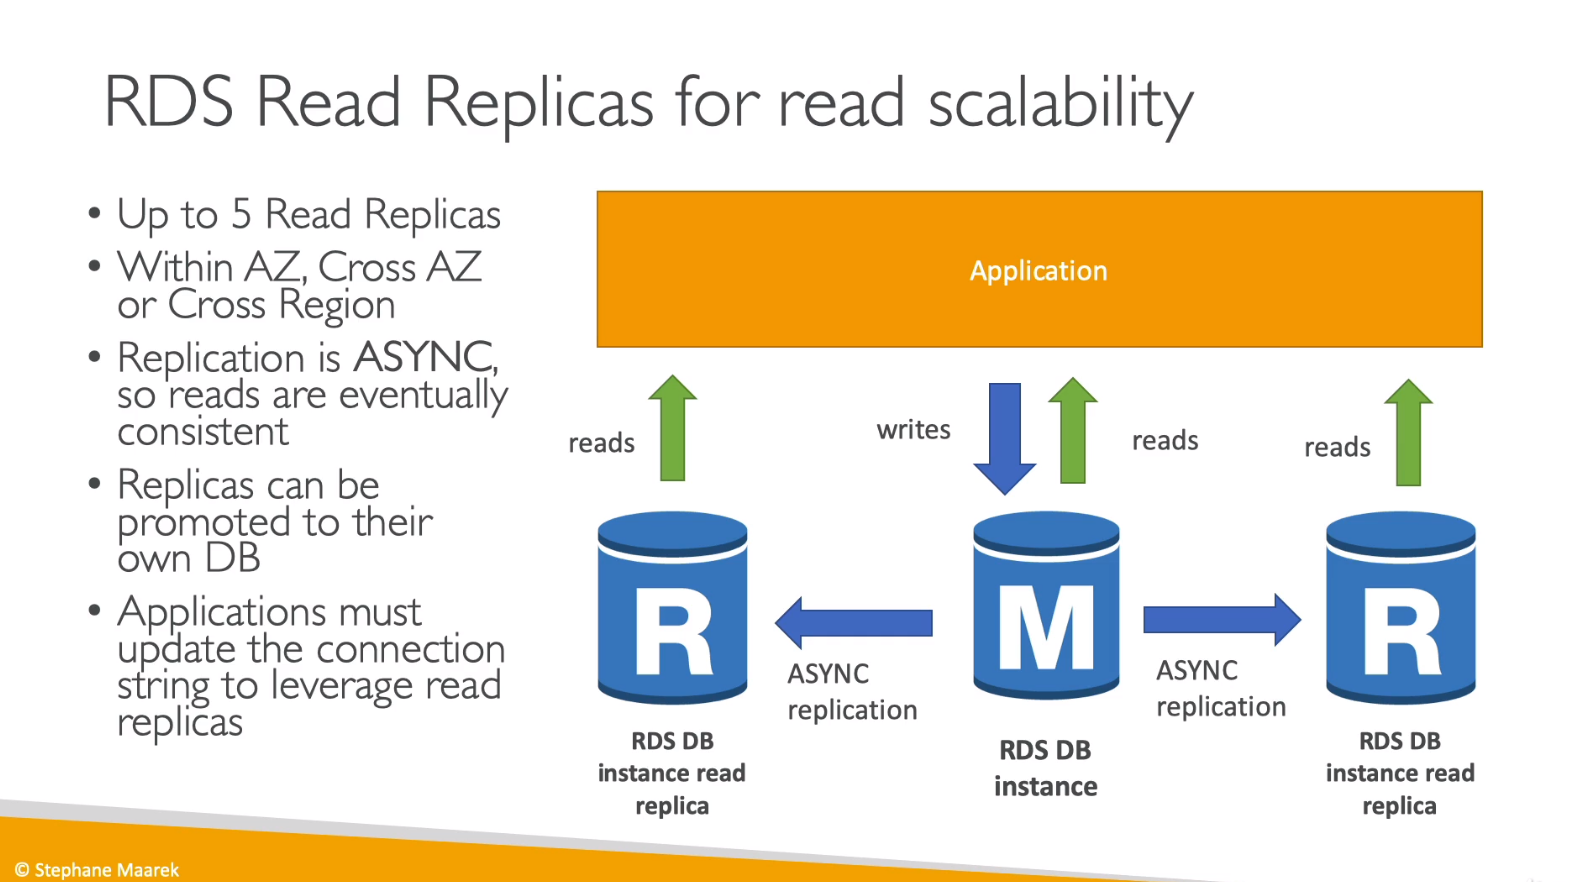 RDS Read Replicas for read scalability
• Up to 5 Read Replicas
• Within AZ, Cross AZ
or Cross Region
• Replication is ASYNC,
so reads are eventually
consistent
• Replicas can be
promoted to their
own DB
• Applications must
update the connection
string to leverage read
replicas
Application
reads
writes
reads
reads
R
M
R
ASYNC
replication
ASYNC
replication
RDS DB
instance read
replica
RDS DB
instance
RDS DB
instance read
replica
© Stephane Maarek